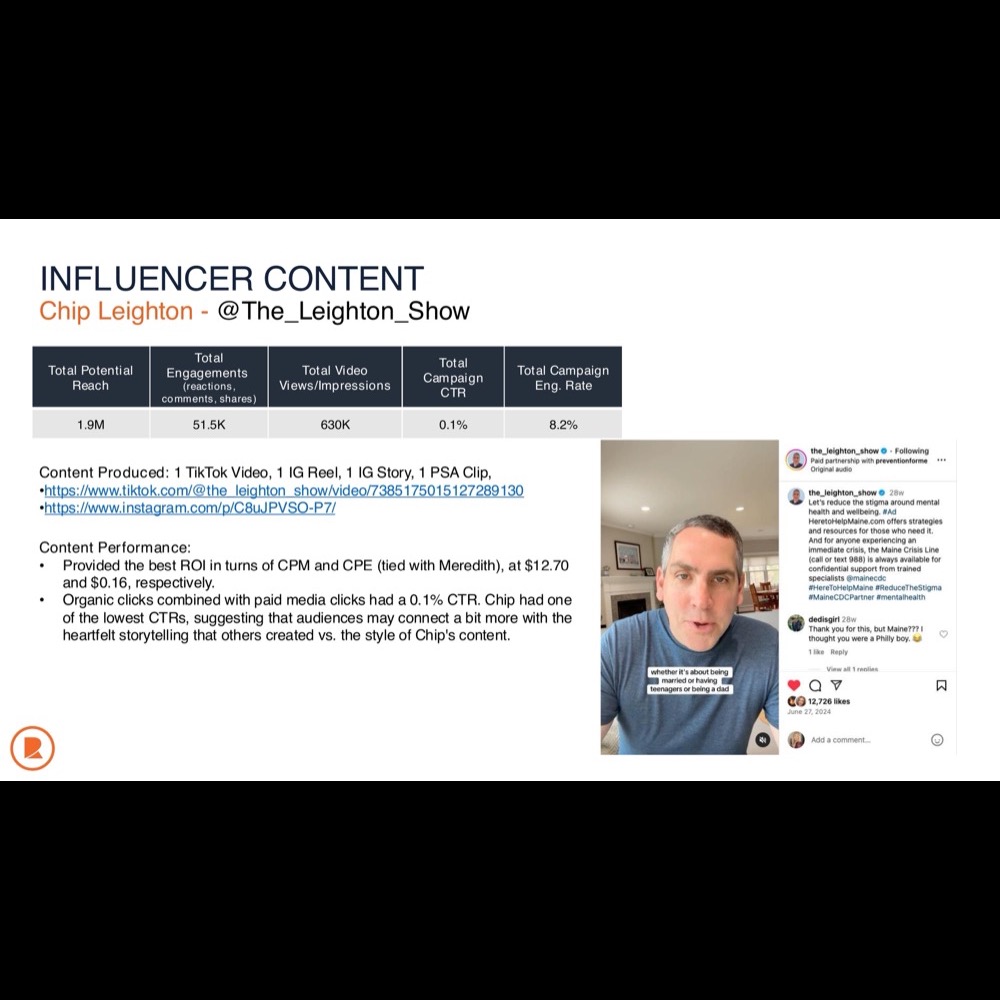 INFLUENCER CONTENT
Chip Leighton - @The_Leighton_Show
Total Potential
Reach
Total
Engagements
(reactions,
comments, shares)
Total Video
Views/Impressions
Total
Campaign
CTR
Total Campaign
Eng. Rate
1.9M
51.5K
630K
0.1%
8.2%
Content Produced: 1 TikTok Video, 1 IG Reel, 1 IG Story, 1 PSA Clip,
•https://www.tiktok.com/@the_leighton_show/video/7385175015127289130
•https://www.instagram.com/p/C8uJPVSO-P7/
Content Performance:
• Provided the best ROI in turns of CPM and CPE (tied with Meredith), at $12.70
and $0.16, respectively.
• Organic clicks combined with paid media clicks had a 0.1% CTR. Chip had one
of the lowest CTRs, suggesting that audiences may connect a bit more with the
heartfelt storytelling that others created vs. the style of Chip's content.
whether it's about being
married or having
teenagers or being a dad
the_leighton_show • Following
Paid partnership with preventionforme
Original audio
the_leighton_show 28w
Let's reduce the stigma around mental
health and wellbeing. #Ad
HeretoHelpMaine.com offers strategies
and resources for those who need it.
And for anyone experiencing an
immediate crisis, the Maine Crisis Line
(call or text 988) is always available for
confidential support from trained
specialists @mainecdc
#HereToHelpMaine #ReduceTheStigma
#MaineCDCPartner #mentalhealth
dedisgirl 28w
Thank you for this, but Maine??? I
thought you were a Philly boy. 😂
1 like Reply
View all 1 replies
12,726 likes
June 27, 2024
Add a comment...